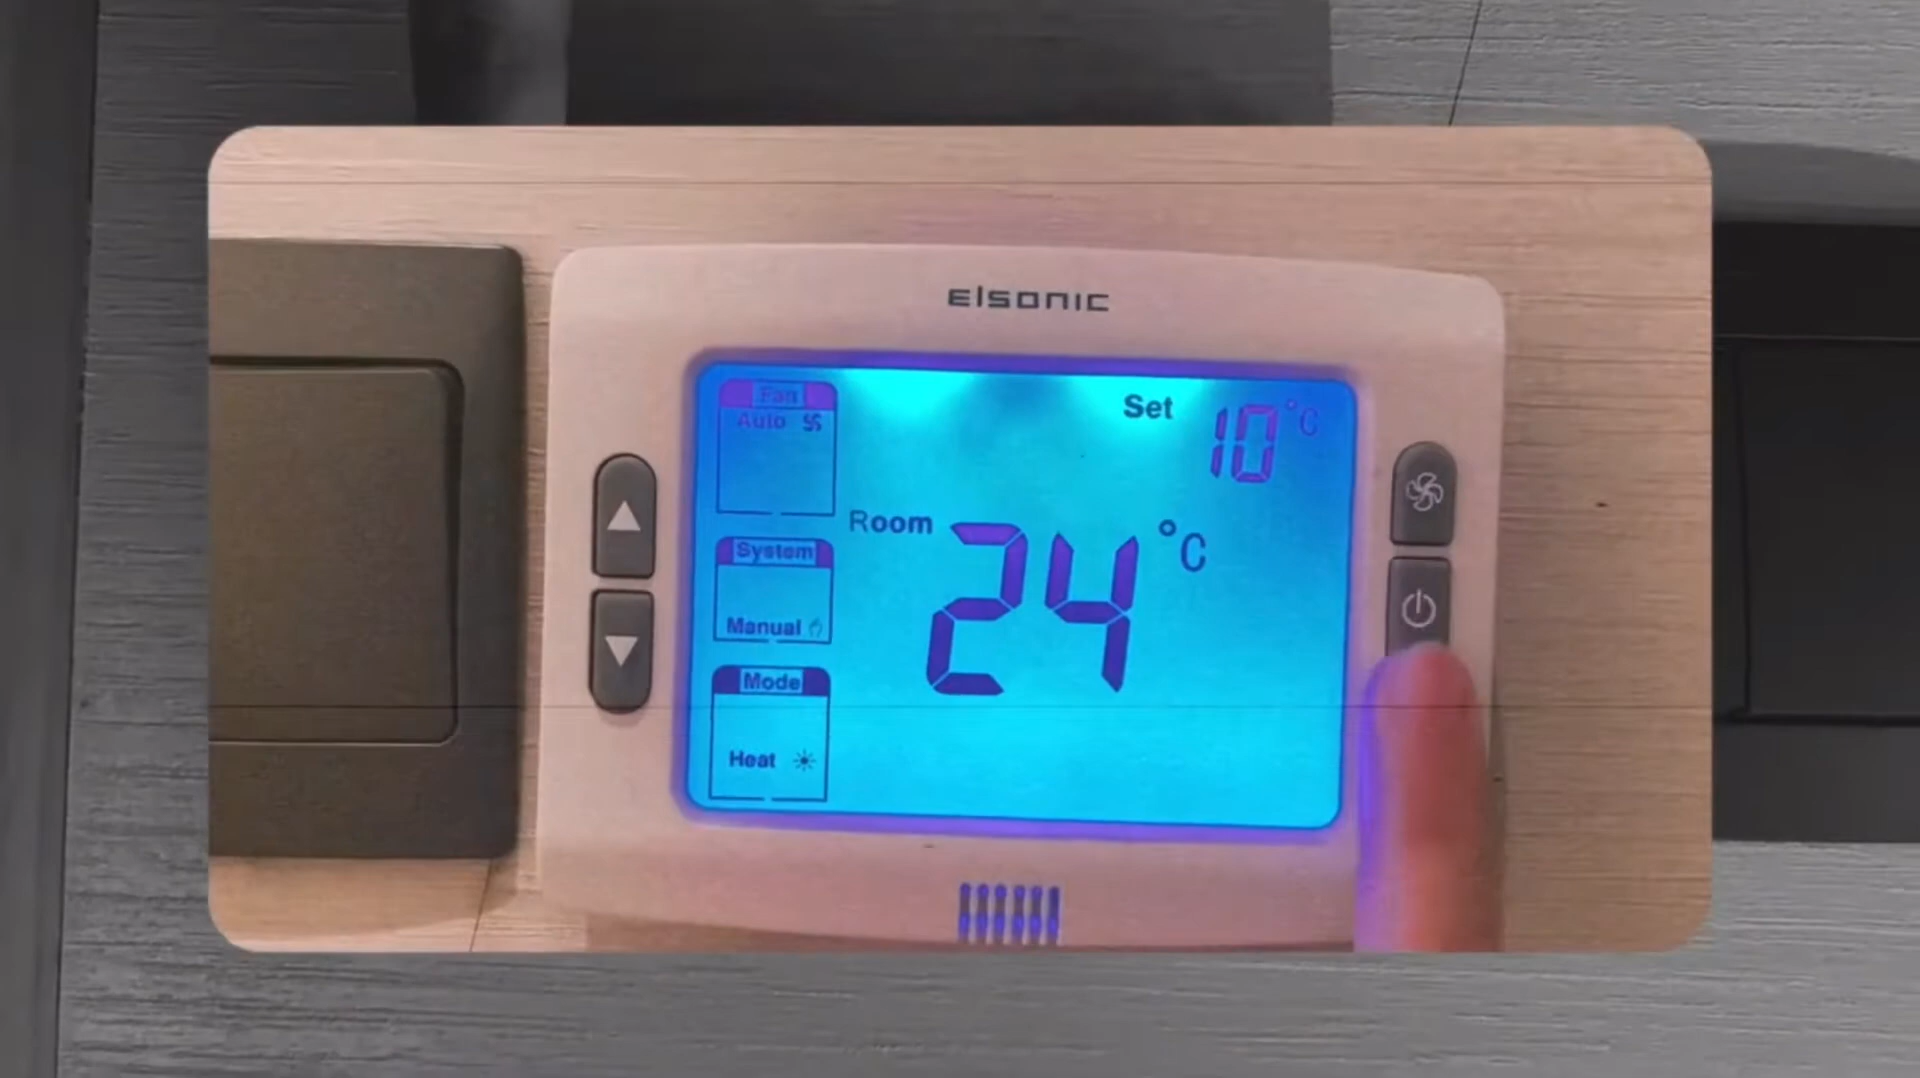 Elsonic
Fan
Auto
Set 10 °C
Room 24 °C
System
Manual
Mode
Heat